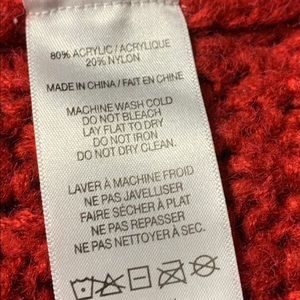 80% ACRYLIC / ACRYLIQUE
20% NYLON
MADE IN CHINA / FAIT EN CHINE
MACHINE WASH COLD
DO NOT BLEACH
LAY FLAT TO DRY
DO NOT IRON
DO NOT DRY CLEAN.
LAVER À MACHINE FROID
NE PAS JAVELLISER
FAIRE SÉCHER À PLAT
NE PAS REPASSER
NE PAS NETTOYER À SEC.